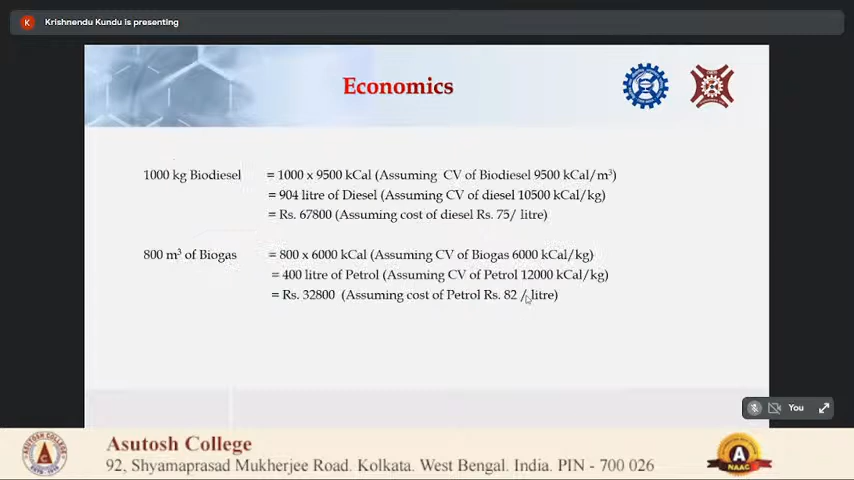 K Krishnendu Kundu is presenting
Economics
1000 kg Biodiesel = 1000 x 9500 kCal (Assuming CV of Biodiesel 9500 kCal/m³)
= 904 litre of Diesel (Assuming CV of diesel 10500 kCal/kg)
= Rs. 67800 (Assuming cost of diesel Rs. 75/ litre)
800 m³ of Biogas = 800 x 6000 kCal (Assuming CV of Biogas 6000 kCal/kg)
= 400 litre of Petrol (Assuming CV of Petrol 12000 kCal/kg)
= Rs. 32800 (Assuming cost of Petrol Rs. 82 / litre)
You
Asutosh College
92, Shyamaprasad Mukherjee Road. Kolkata. West Bengal. India. PIN - 700 026
NAAC